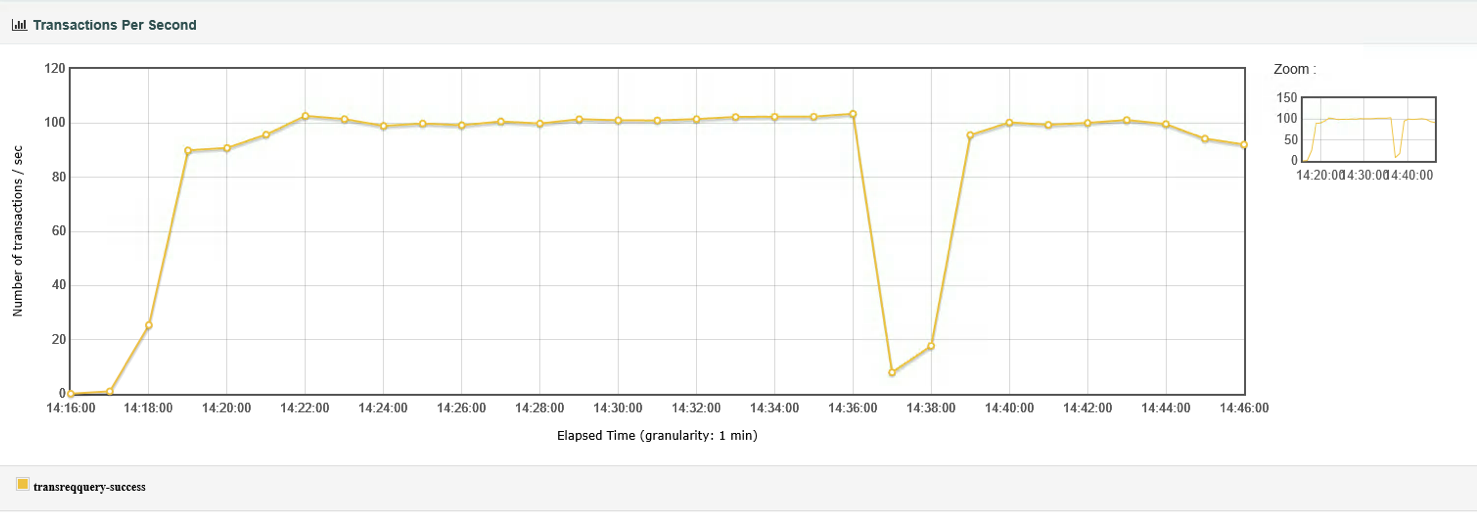 Transactions Per Second
Zoom :
120
100
80
60
40
20
0
Number of transactions / sec
14:16:00 14:18:00 14:20:00 14:22:00 14:24:00 14:26:00 14:28:00 14:30:00 14:32:00 14:34:00 14:36:00 14:38:00 14:40:00 14:42:00 14:44:00 14:46:00
Elapsed Time (granularity: 1 min)
150
100
50
0
14:20:00 14:30:00 14:40:00
transreqquery-success